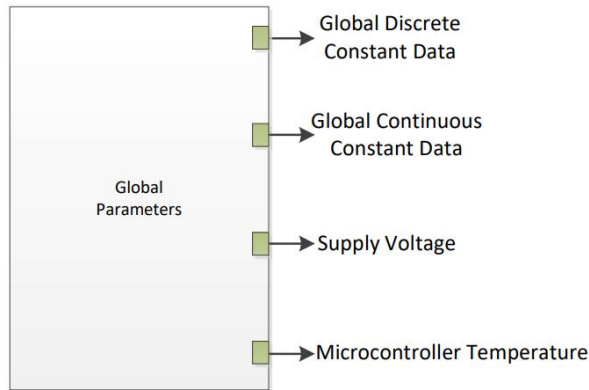 Global Discrete
Constant Data
Global Continuous
Constant Data
Global
Parameters
Supply Voltage
Microcontroller Temperature